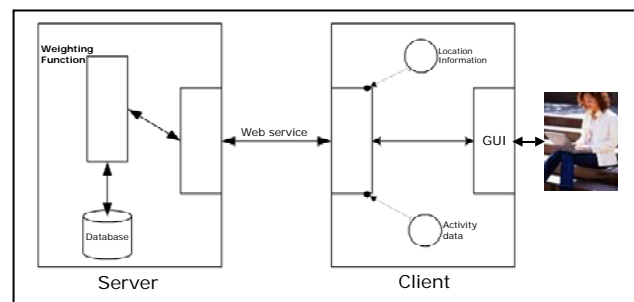 Weighting
Function
Database
Server
Web service
Location
Information
GUI
Activity
data
Client